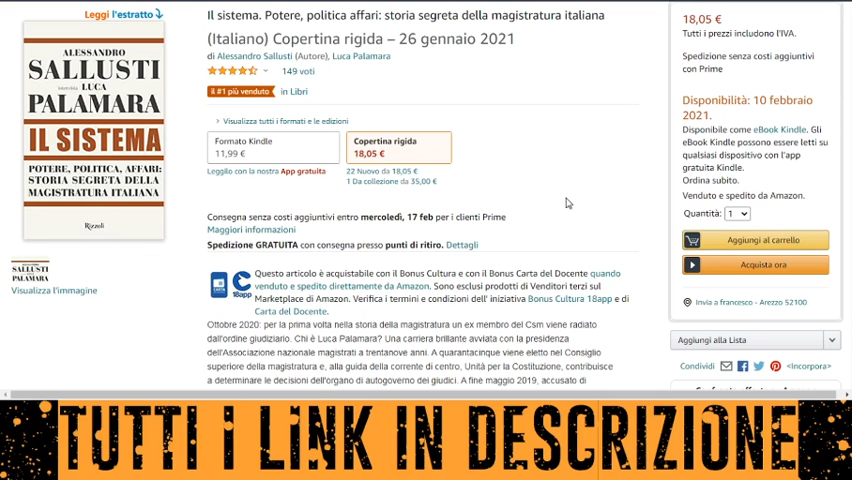 Leggi l'estratto
ALESSANDRO
SALLUSTI
LUCA
PALAMARA
IL SISTEMA
POTERE, POLITICA, AFFARI:
STORIA SEGRETA DELLA
MAGISTRATURA ITALIANA
Rizzoli
SALLUSTI
PALAMARA
Visualizza l'immagine
Il sistema. Potere, politica affari: storia segreta della magistratura italiana
(Italiano) Copertina rigida – 26 gennaio 2021
di Alessandro Sallusti (Autore), Luca Palamara
149 voti
il #1 più venduto in Libri
Visualizza tutti i formati e le edizioni
Formato Kindle
11,99 €
Copertina rigida
18,05 €
Leggilo con la nostra App gratuita
22 Nuovo da 18,05 €
1 Da collezione da 35,00 €
Consegna senza costi aggiuntivi entro mercoledì, 17 feb per i clienti Prime
Maggiori informazioni
Spedizione GRATUITA con consegna presso punti di ritiro. Dettagli
CARTA
18app
Questo articolo è acquistabile con il Bonus Cultura e con il Bonus Carta del Docente quando
venduto e spedito direttamente da Amazon. Sono esclusi prodotti di Venditori terzi sul
Marketplace di Amazon. Verifica i termini e condizioni dell' iniziativa Bonus Cultura 18app e di
Carta del Docente.
Ottobre 2020: per la prima volta nella storia della magistratura un ex membro del Csm viene radiato
dall'ordine giudiziario. Chi è Luca Palamara? Una carriera brillante avviata con la presidenza
dell'Associazione nazionale magistrati a trentanove anni. A quarantacinque viene eletto nel Consiglio
superiore della magistratura e, alla guida della corrente di centro, Unità per la Costituzione, contribuisce
a determinare le decisioni dell'organo di autogoverno dei giudici. A fine maggio 2019, accusato di
18,05 €
Tutti i prezzi includono l'IVA.
Spedizione senza costi aggiuntivi
con Prime
Disponibilità: 10 febbraio
2021.
Disponibile come eBook Kindle. Gli
eBook Kindle possono essere letti su
qualsiasi dispositivo con l'app
gratuita Kindle.
Ordina subito.
Venduto e spedito da Amazon.
Quantità: 1
Aggiungi al carrello
Acquista ora
Invia a francesco - Arezzo 52100
Aggiungi alla Lista
Condividi <Incorpora>
TUTTI I LINK IN DESCRIZIONE